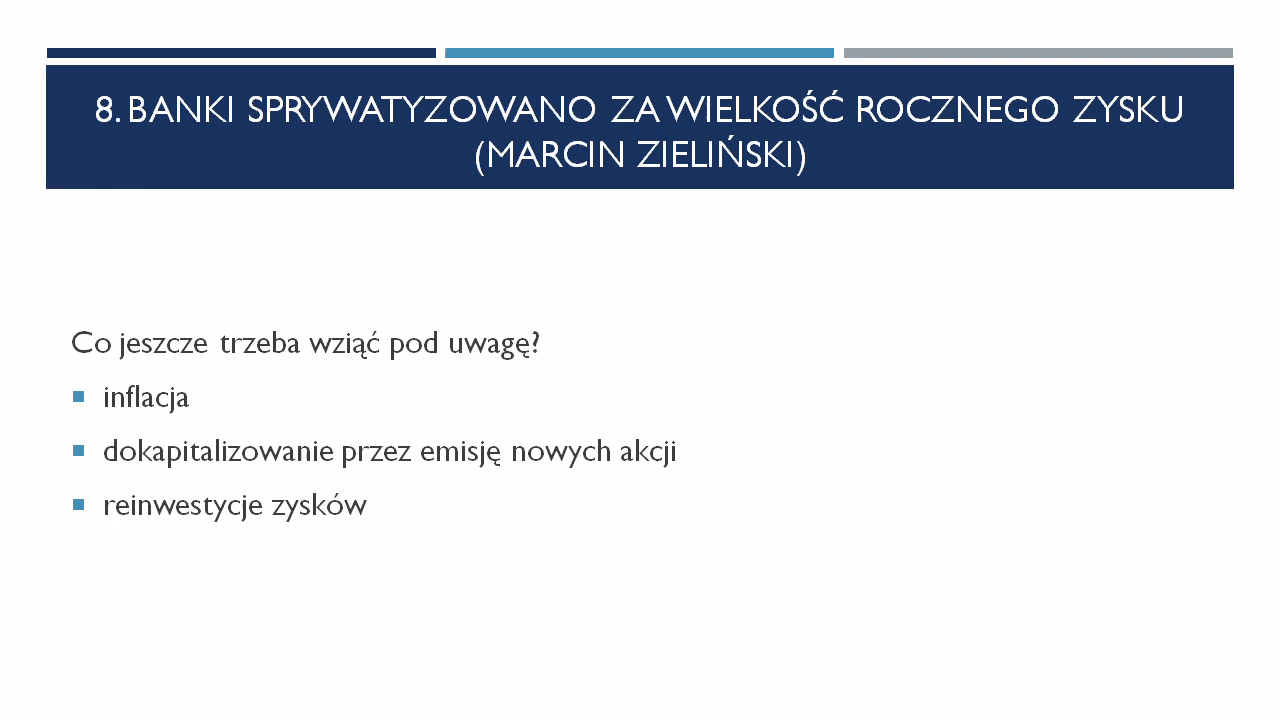 8. BANKI SPRYWATYZOWANO ZA WIELKOŚĆ ROCZNEGO ZYSKU
(MARCIN ZIELIŃSKI)
Co jeszcze trzeba wziąć pod uwagę?
inflacja
dokapitalizowanie przez emisję nowych akcji
reinwestycje zysków